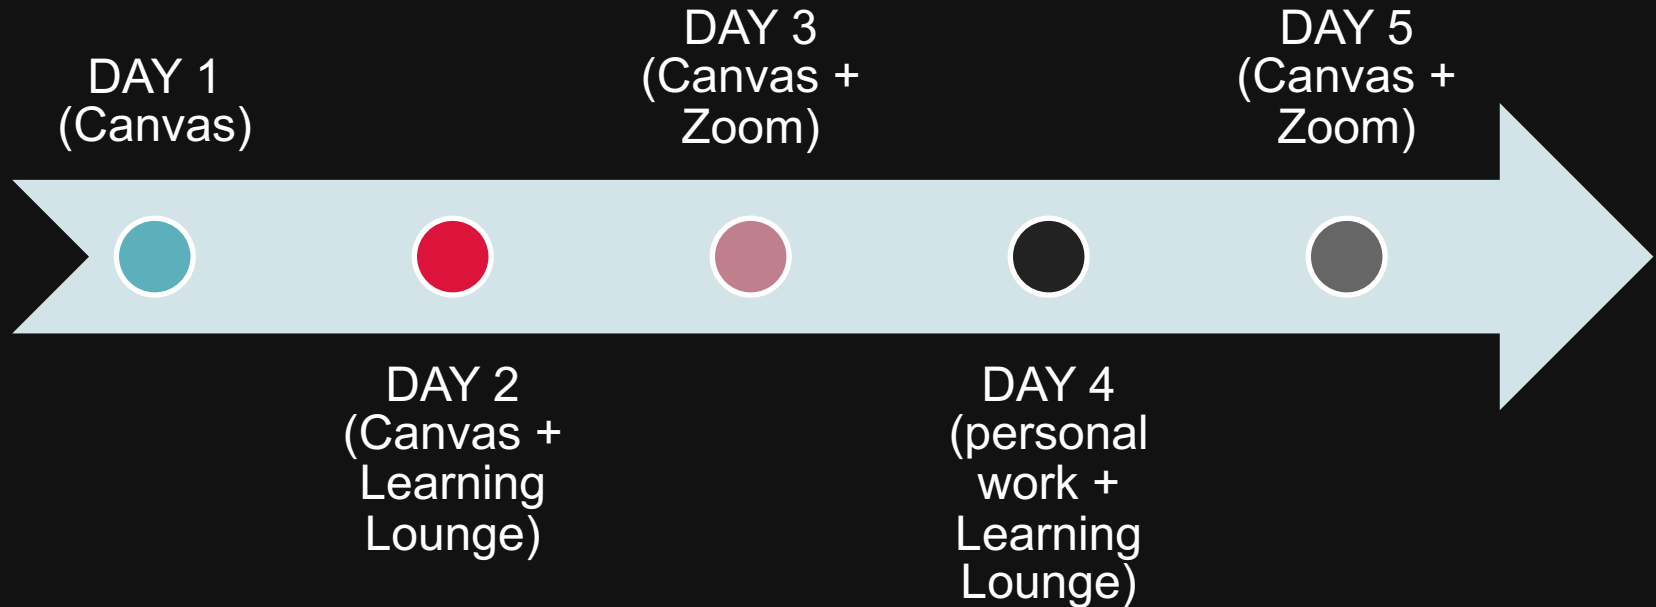 DAY 1
(Canvas)
DAY 2
(Canvas +
Learning
Lounge)
DAY 3
(Canvas +
Zoom)
DAY 4
(personal
work +
Learning
Lounge)
DAY 5
(Canvas +
Zoom)